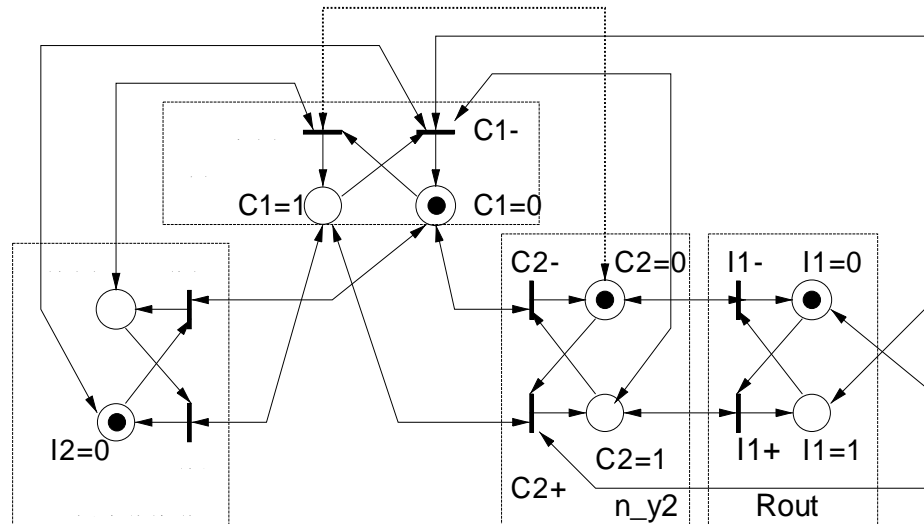 C1-
C1=1
C1=0
C2-
C2=0
I1-
I1=0
I2=0
C2=1
I1+
I1=1
C2+
n_y2
Rout